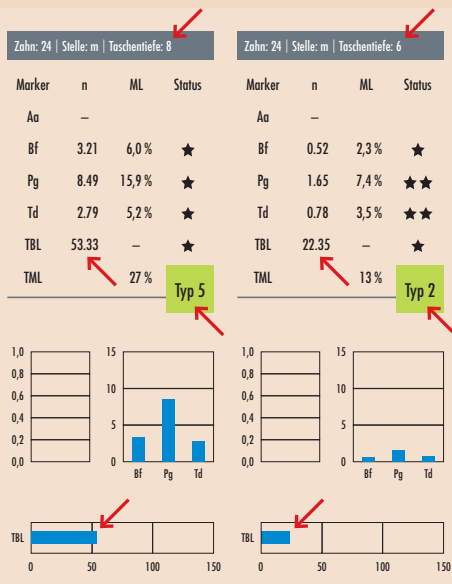 Zahn: 24 | Stelle: m | Taschentiefe: 8
Marker n ML Status
Aa –
Bf 3.21 6,0 % ★
Pg 8.49 15,9 % ★
Td 2.79 5,2 % ★
TBL 53.33 – ★
TML 27 %
Typ 5
1,0
0,8
0,6
0,4
0,2
0,0
15
10
5
0
Bf Pg Td
TBL
0 50 100 150
Zahn: 24 | Stelle: m | Taschentiefe: 6
Marker n ML Status
Aa –
Bf 0.52 2,3 % ★
Pg 1.65 7,4 % ★★
Td 0.78 3,5 % ★★
TBL 22.35 – ★
TML 13 %
Typ 2
1,0
0,8
0,6
0,4
0,2
0,0
15
10
5
0
Bf Pg Td
TBL
0 50 100 150